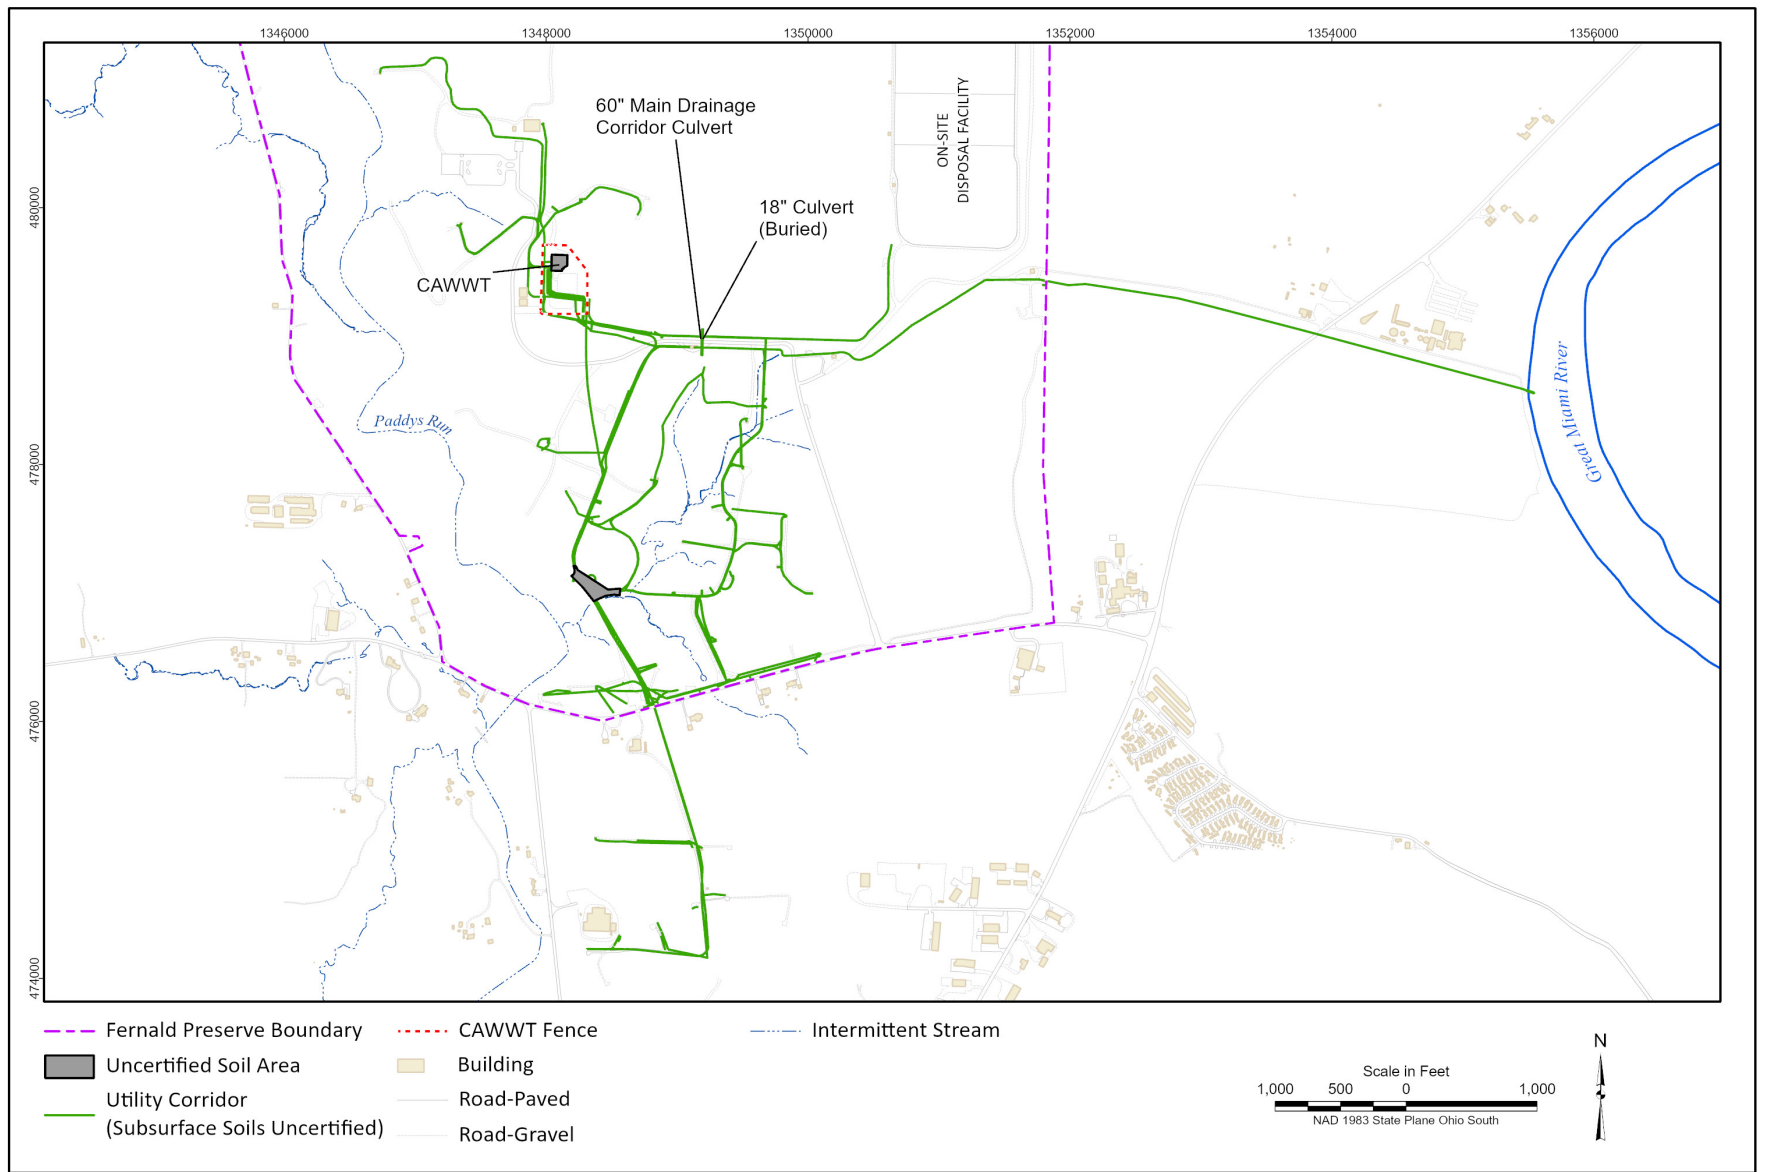 1346000
1348000
1350000
1352000
1354000
1356000
480000
478000
476000
474000
60" Main Drainage
Corridor Culvert
18" Culvert
(Buried)
ON-SITE
DISPOSAL FACILITY
CAWWT
Paddys Run
Great Miami River
Fernald Preserve Boundary
Uncertified Soil Area
Utility Corridor
(Subsurface Soils Uncertified)
CAWWT Fence
Building
Road-Paved
Road-Gravel
Intermittent Stream
Scale in Feet
1,000 500 0 1,000
NAD 1983 State Plane Ohio South
N